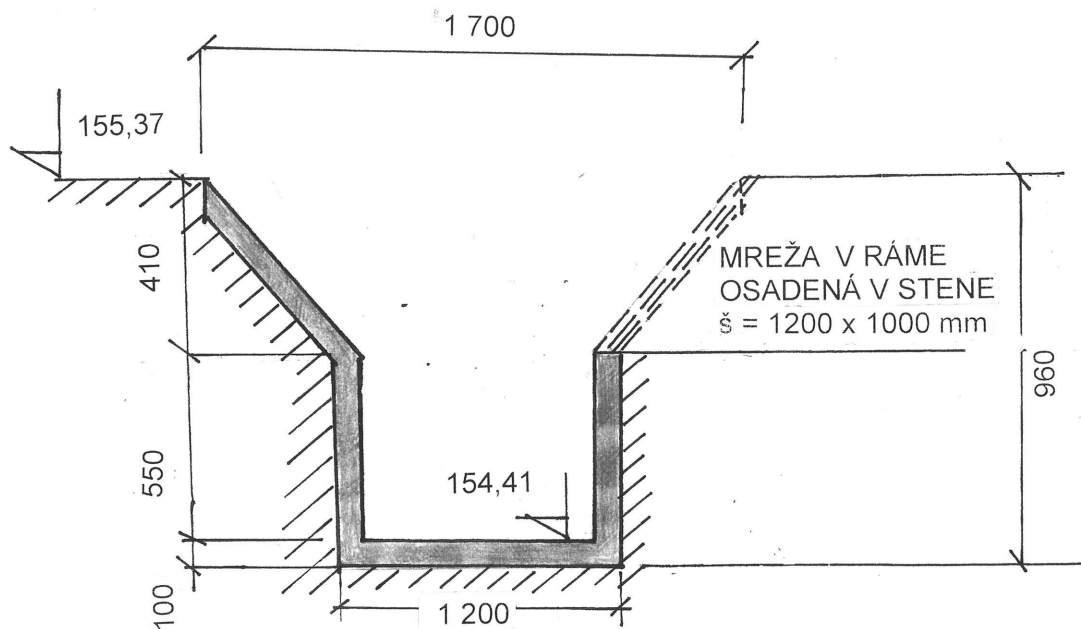 1 700
155,37
410
MREŽA V RÁME
OSADENÁ V STENE
š = 1200 x 1000 mm
960
550
154,41
100
1 200